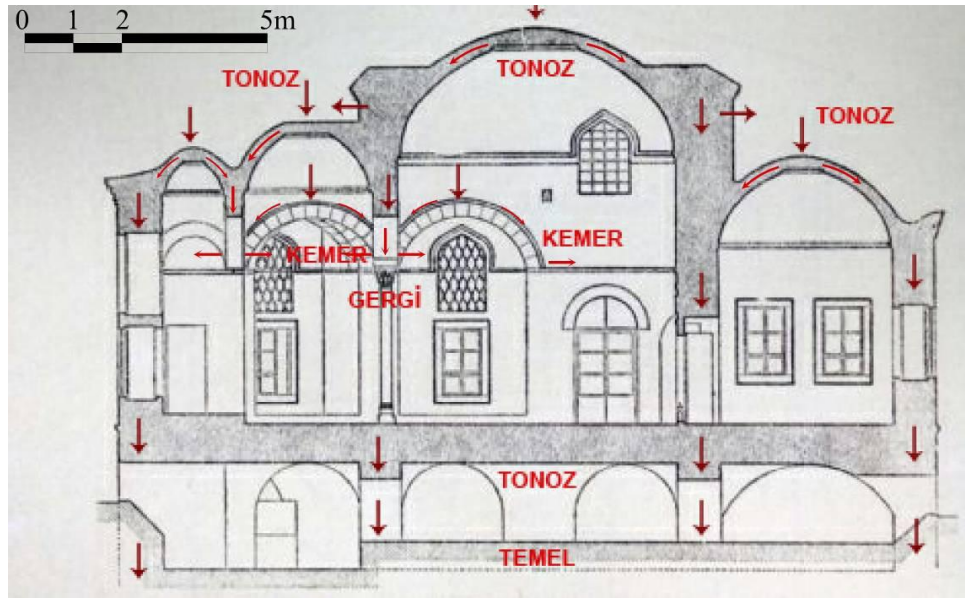 0 1 2 5m
TONOZ
TONOZ
TONOZ
KEMER
KEMER
GERGİ
TONOZ
TEMEL